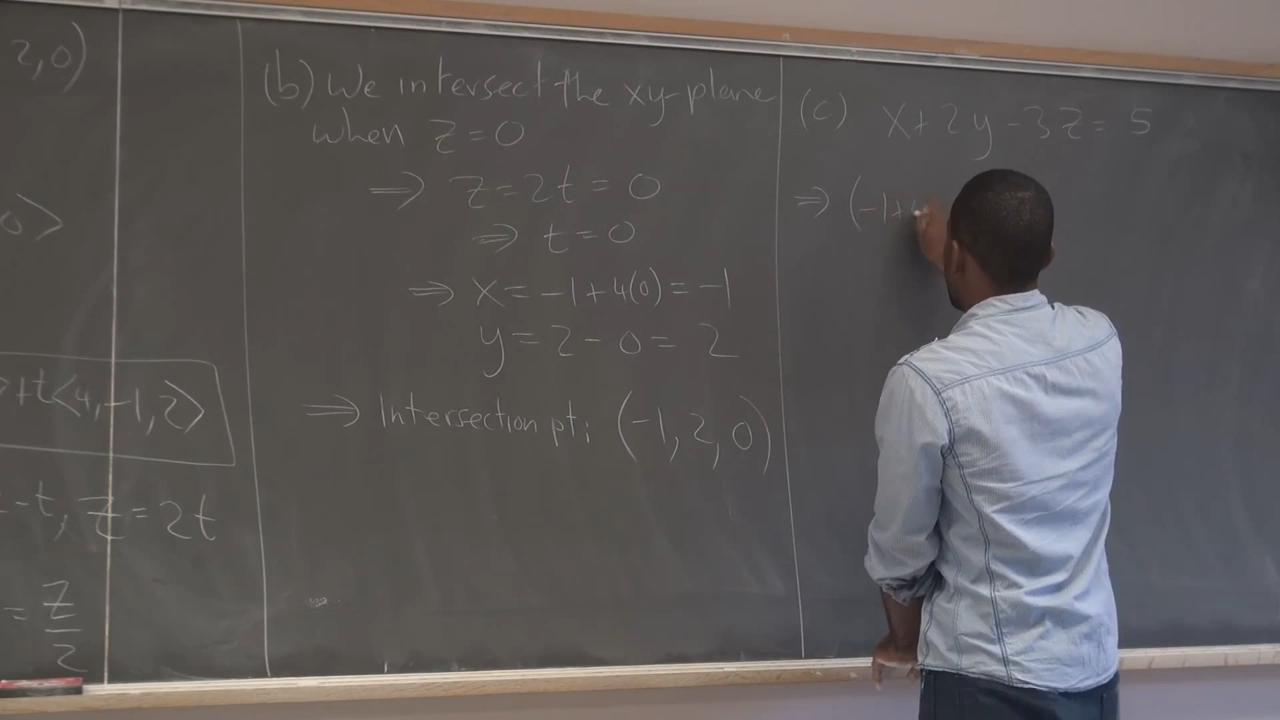 2,0)
0>
>+t<4,-1,2>
-t, z=2t
= z/2
(b) We intersect the xy-plane
when z=0
⇒ z=2t=0
⇒ t=0
⇒ x=-1+4(0)=-1
y=2-0=2
⇒ Intersection pt: (-1,2,0)
(c) x+2y-3z=5
⇒ (-1+4